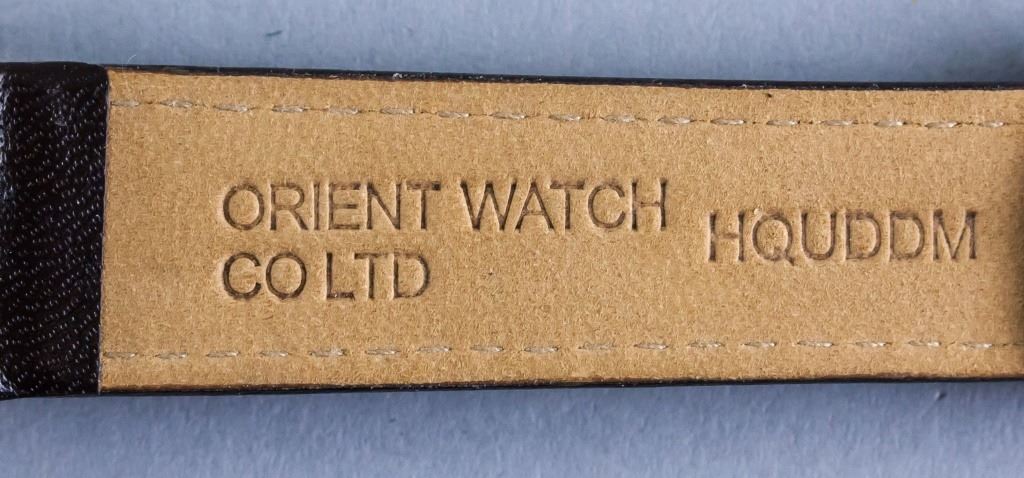 ORIENT WATCH
CO LTD
HQUDDM